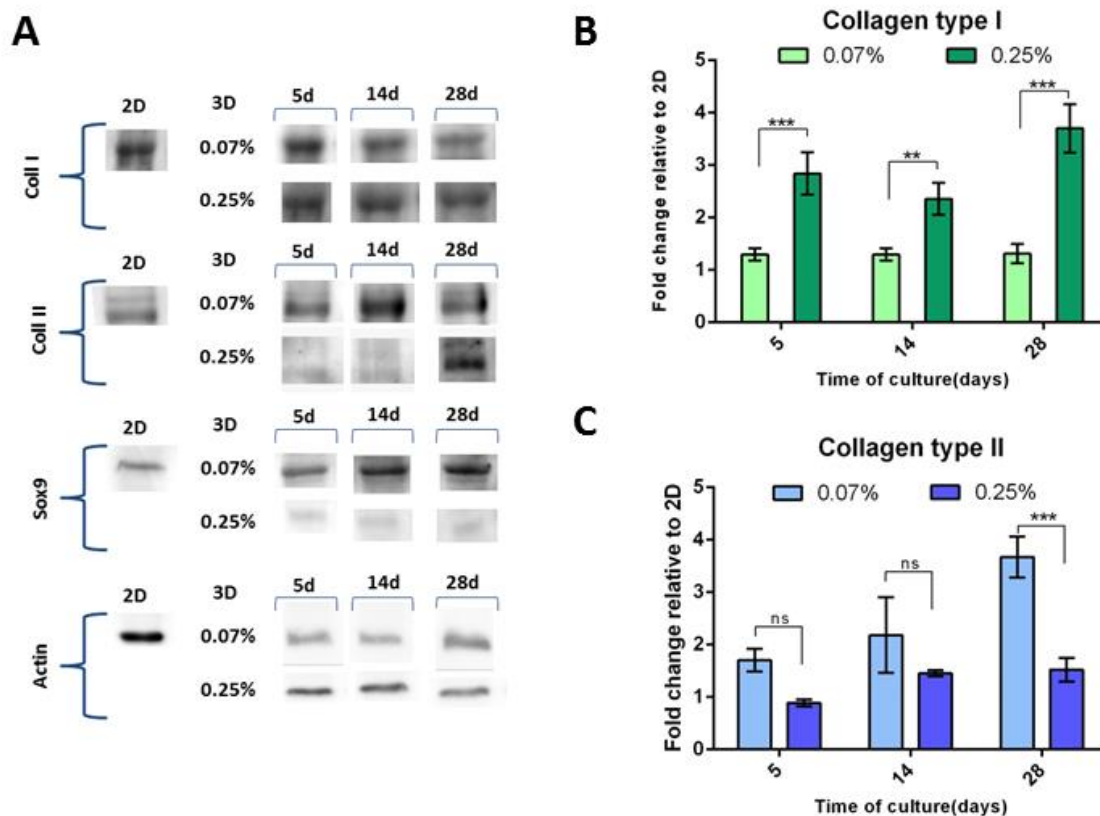 A
2D 3D 5d 14d 28d
Coll I
0.07%
0.25%
2D 3D 5d 14d 28d
Coll II
0.07%
0.25%
2D 3D 5d 14d 28d
Sox9
0.07%
0.25%
2D 3D 5d 14d 28d
Actin
0.07%
0.25%
B
Collagen type I
0.07% 0.25%
Fold change relative to 2D
5
4
3
2
1
0
*** ** ***
5 14 28
Time of culture(days)
C
Collagen type II
0.07% 0.25%
Fold change relative to 2D
5
4
3
2
1
0
ns ns ***
5 14 28
Time of culture(days)